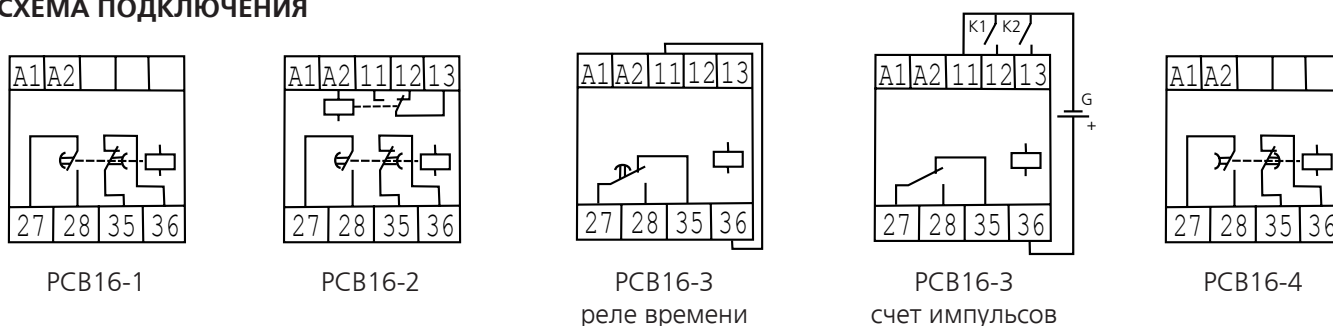 СХЕМА ПОДКЛЮЧЕНИЯ
K1 K2
A1 A2
A1 A2 11 12 13
A1 A2 11 12 13
A1 A2 11 12 13
A1 A2
G
+
27 28 35 36
27 28 35 36
27 28 35 36
27 28 35 36
27 28 35 36
РСВ16-1
РСВ16-2
РСВ16-3
реле времени
РСВ16-3
счет импульсов
РСВ16-4